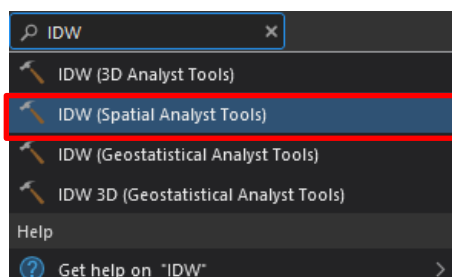 IDW
IDW (3D Analyst Tools)
IDW (Spatial Analyst Tools)
IDW (Geostatistical Analyst Tools)
IDW 3D (Geostatistical Analyst Tools)
Help
Get help on "IDW"